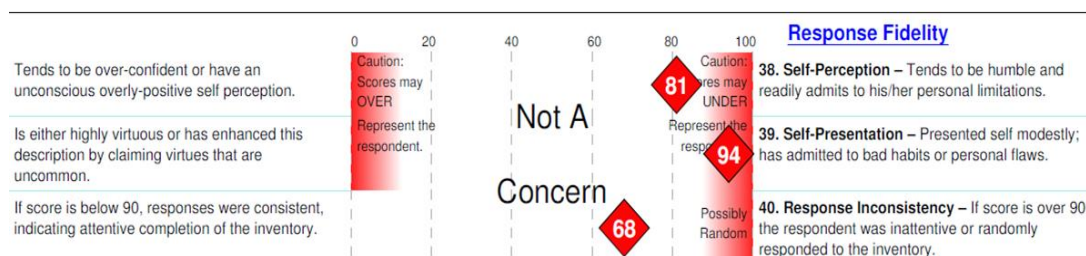 Response Fidelity
0 20 40 60 80 100
Tends to be over-confident or have an
unconscious overly-positive self perception.
Caution:
Scores may
OVER
Represent the
respondent.
Not A
Concern
81
Caution:
UNDER
Represent the
38. Self-Perception – Tends to be humble and
readily admits to his/her personal limitations.
Is either highly virtuous or has enhanced this
description by claiming virtues that are
uncommon.
94
39. Self-Presentation – Presented self modestly;
has admitted to bad habits or personal flaws.
If score is below 90, responses were consistent,
indicating attentive completion of the inventory.
68
Possibly
Random
40. Response Inconsistency – If score is over 90
the respondent was inattentive or randomly
responded to the inventory.